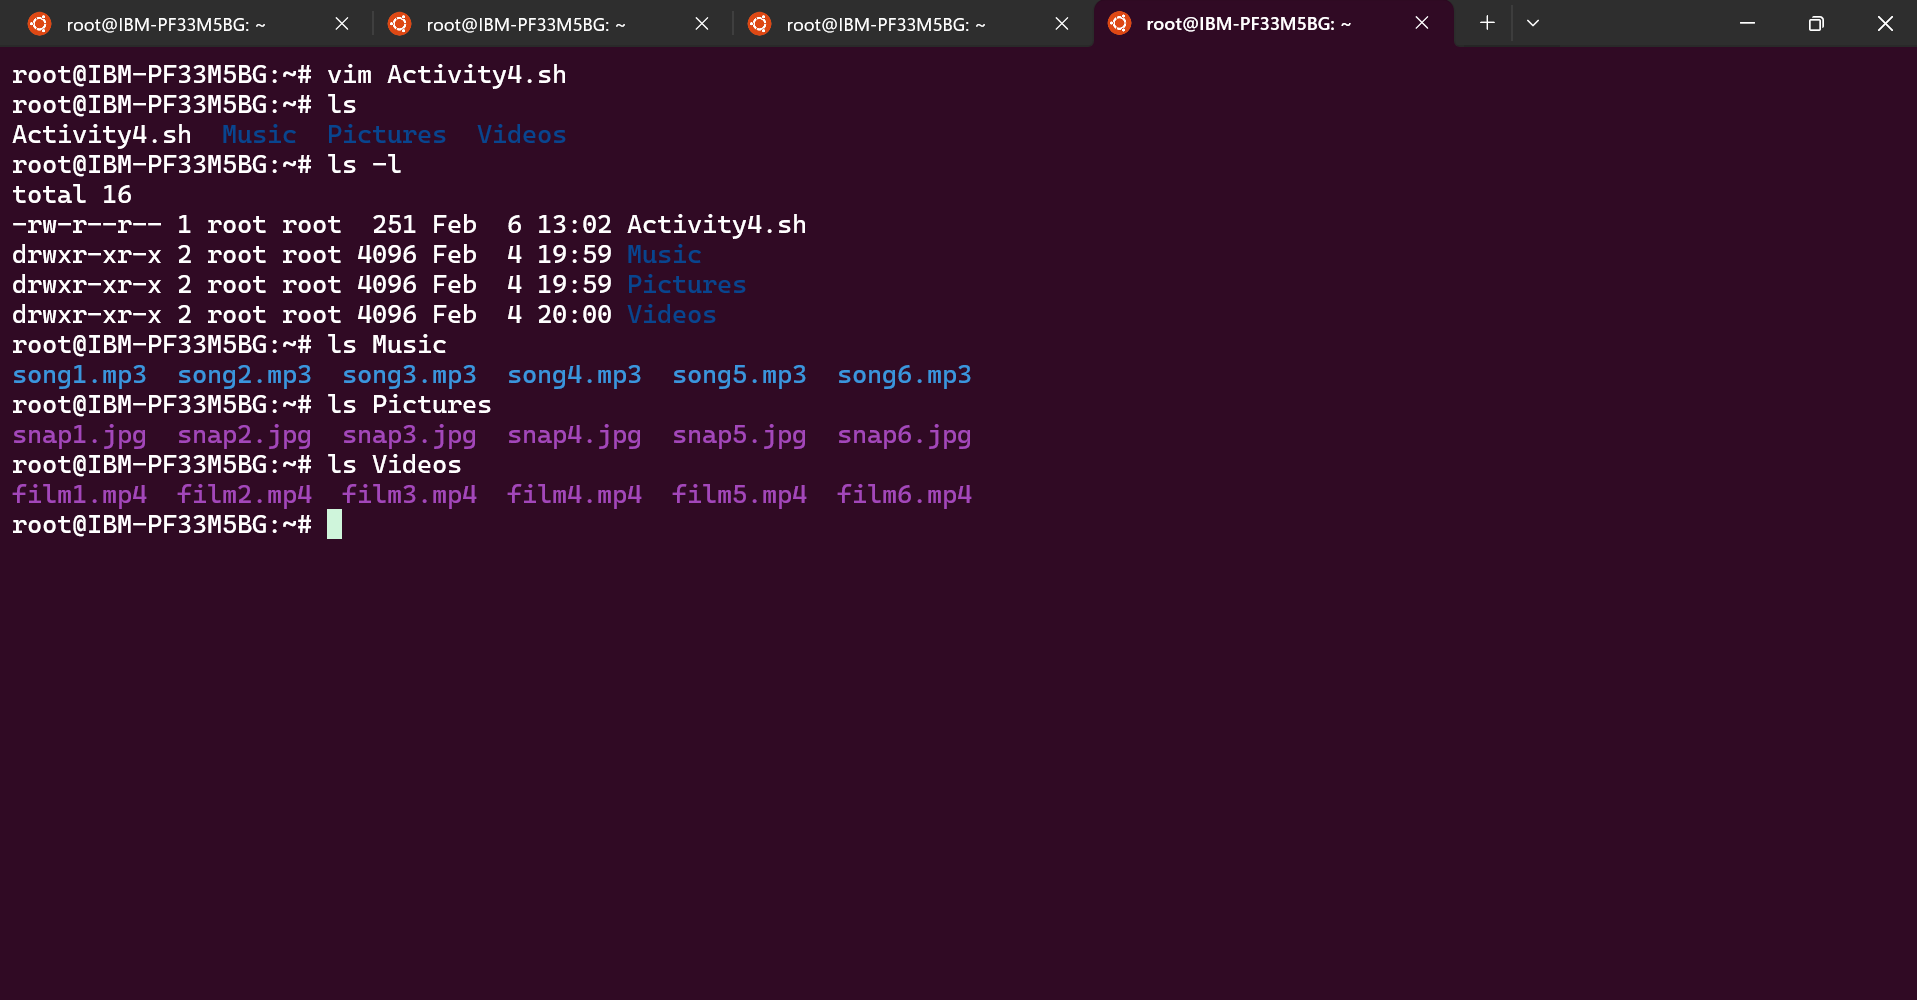 root@IBM-PF33M5BG: ~ root@IBM-PF33M5BG: ~ root@IBM-PF33M5BG: ~ root@IBM-PF33M5BG: ~
root@IBM-PF33M5BG:~# vim Activity4.sh
root@IBM-PF33M5BG:~# ls
Activity4.sh  Music  Pictures  Videos
root@IBM-PF33M5BG:~# ls -l
total 16
-rw-r--r-- 1 root root  251 Feb  6 13:02 Activity4.sh
drwxr-xr-x 2 root root 4096 Feb  4 19:59 Music
drwxr-xr-x 2 root root 4096 Feb  4 19:59 Pictures
drwxr-xr-x 2 root root 4096 Feb  4 20:00 Videos
root@IBM-PF33M5BG:~# ls Music
song1.mp3  song2.mp3  song3.mp3  song4.mp3  song5.mp3  song6.mp3
root@IBM-PF33M5BG:~# ls Pictures
snap1.jpg  snap2.jpg  snap3.jpg  snap4.jpg  snap5.jpg  snap6.jpg
root@IBM-PF33M5BG:~# ls Videos
film1.mp4  film2.mp4  film3.mp4  film4.mp4  film5.mp4  film6.mp4
root@IBM-PF33M5BG:~#